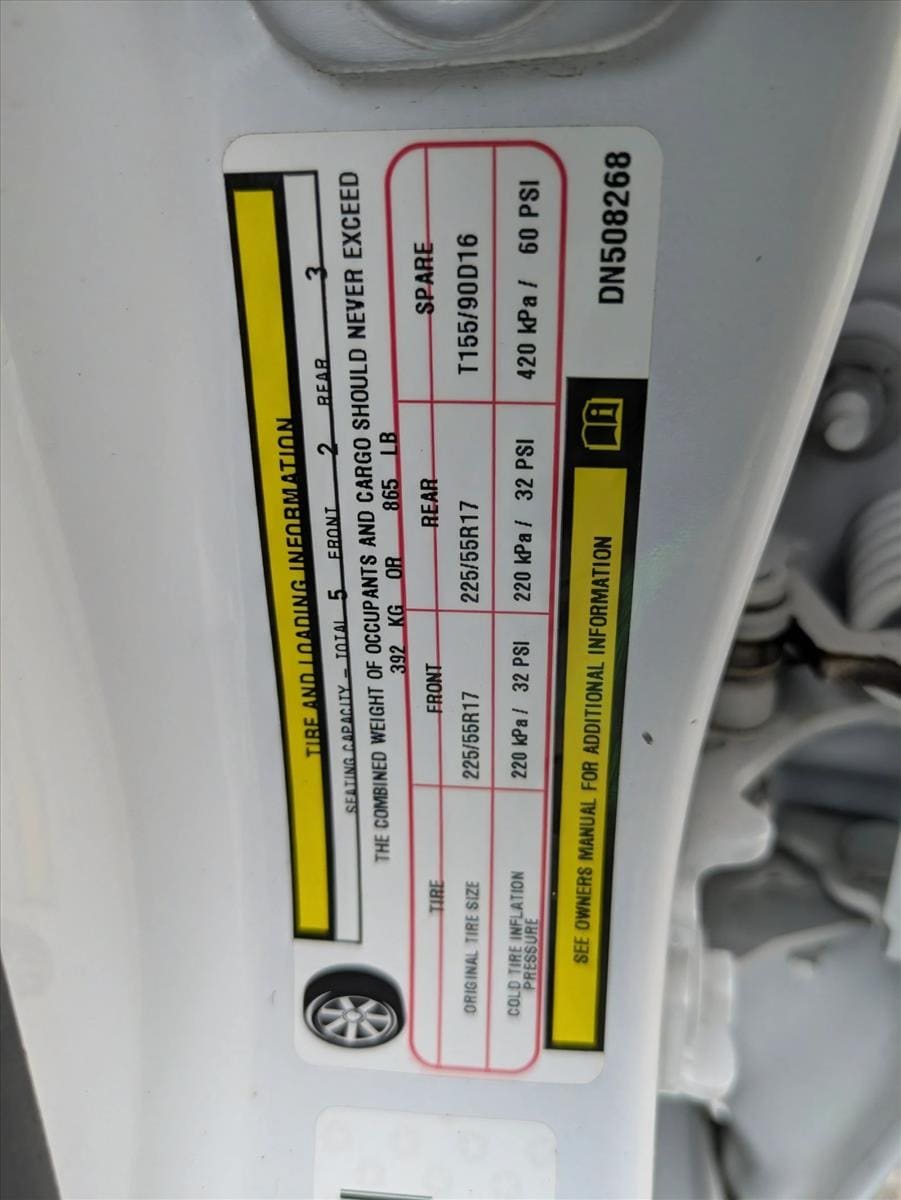 TIRE AND LOADING INFORMATION
SEATING CAPACITY – TOTAL 5 FRONT 2 REAR 3
THE COMBINED WEIGHT OF OCCUPANTS AND CARGO SHOULD NEVER EXCEED
392 KG OR 865 LB
TIRE FRONT REAR SPARE
ORIGINAL TIRE SIZE 225/55R17 225/55R17 T155/90D16
COLD TIRE INFLATION PRESSURE 220 kPa / 32 PSI 220 kPa / 32 PSI 420 kPa / 60 PSI
SEE OWNERS MANUAL FOR ADDITIONAL INFORMATION
DN508268